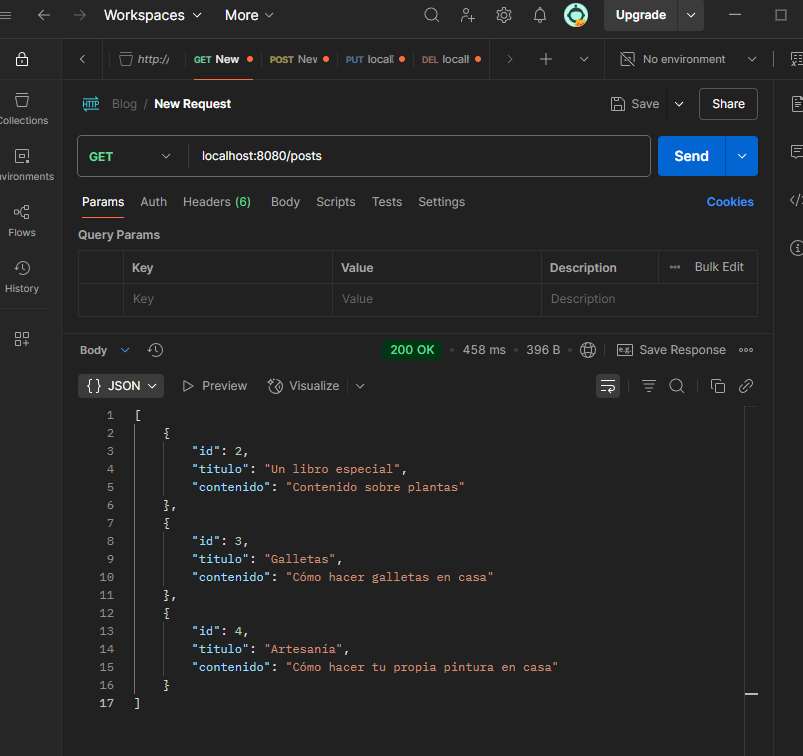 Workspaces More Upgrade
http:/ GET New POST Nev PUT locall DEL locall No environment
Collections
HTTP Blog / New Request Save Share
GET localhost:8080/posts Send
nvironments
Params Auth Headers (6) Body Scripts Tests Settings Cookies
Flows
Query Params
History
Key Value Description Bulk Edit
Key Value Description
Body 200 OK 458 ms 396 B e.g. Save Response
{} JSON Preview Visualize
1 [
2 {
3 "id": 2,
4 "titulo": "Un libro especial",
5 "contenido": "Contenido sobre plantas"
6 },
7 {
8 "id": 3,
9 "titulo": "Galletas",
10 "contenido": "Cómo hacer galletas en casa"
11 },
12 {
13 "id": 4,
14 "titulo": "Artesanía",
15 "contenido": "Cómo hacer tu propia pintura en casa"
16 }
17 ]